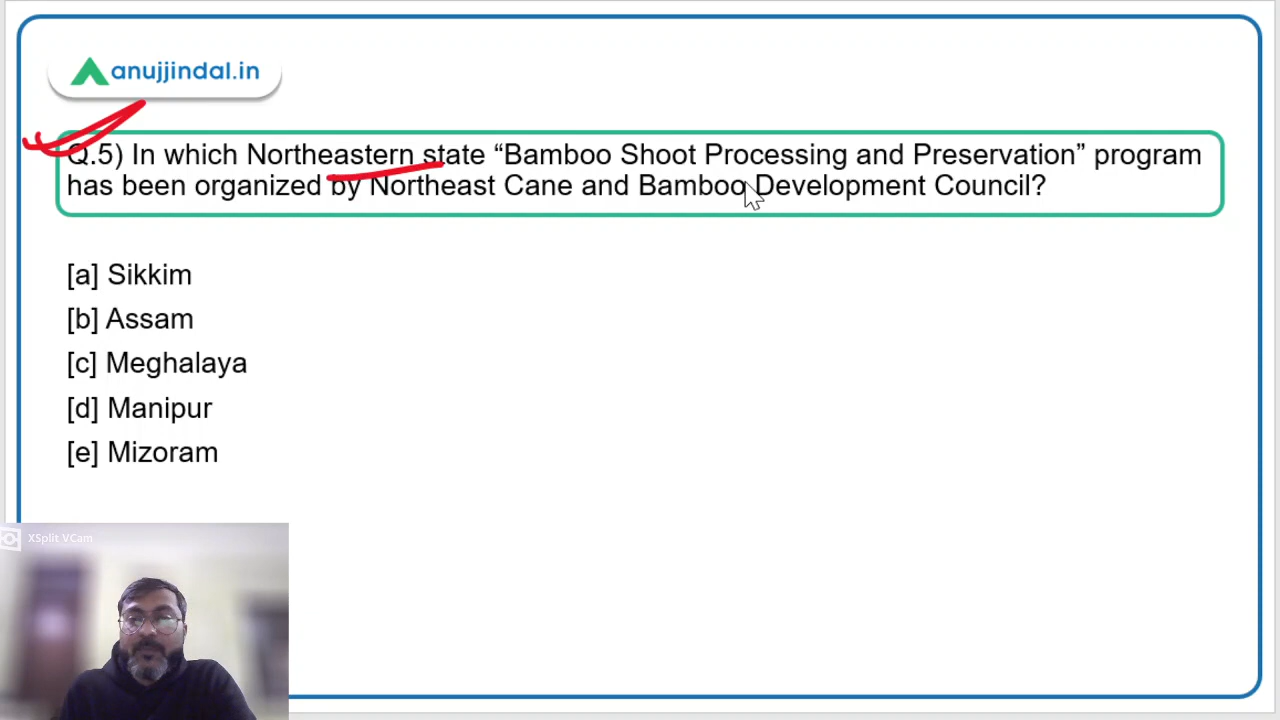 anujjindal.in
Q.5) In which Northeastern state “Bamboo Shoot Processing and Preservation” program
has been organized by Northeast Cane and Bamboo Development Council?
[a] Sikkim
[b] Assam
[c] Meghalaya
[d] Manipur
[e] Mizoram
XSplit VCam